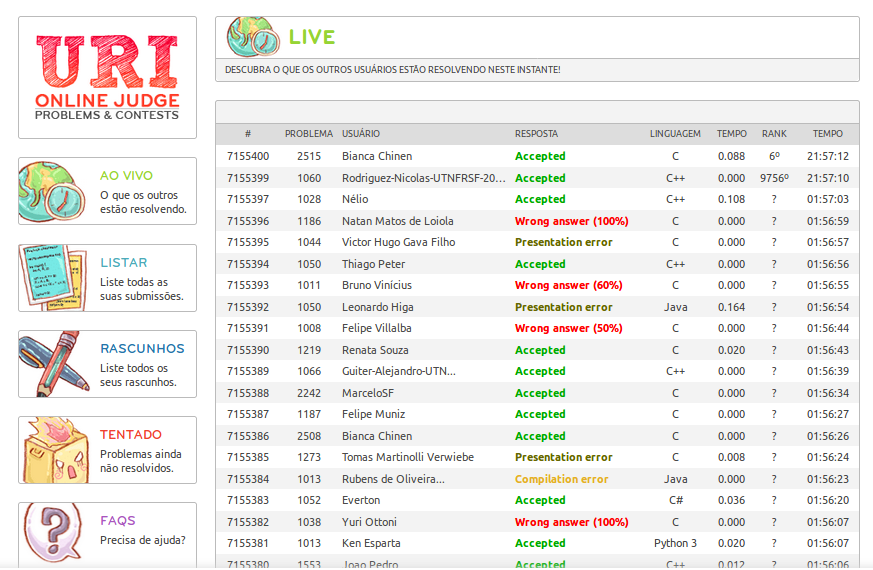 URI
ONLINE JUDGE
PROBLEMS & CONTESTS
AO VIVO
O que os outros
estão resolvendo.
LISTAR
Liste todas as
suas submissões.
RASCUNHOS
Liste todos os
seus rascunhos.
TENTADO
Problemas ainda
não resolvidos.
FAQS
Precisa de ajuda?
LIVE
DESCUBRA O QUE OS OUTROS USUÁRIOS ESTÃO RESOLVENDO NESTE INSTANTE!
# PROBLEMA USUÁRIO RESPOSTA LINGUAGEM TEMPO RANK TEMPO
7155400 2515 Bianca Chinen Accepted C 0.088 6º 21:57:12
7155399 1060 Rodriguez-Nicolas-UTNFRSF-20... Accepted C++ 0.000 9756º 21:57:10
7155397 1028 Nélio Accepted C++ 0.108 ? 21:57:03
7155396 1186 Natan Matos de Loiola Wrong answer (100%) C 0.000 ? 01:56:59
7155395 1044 Victor Hugo Gava Filho Presentation error C 0.000 ? 01:56:57
7155394 1050 Thiago Peter Accepted C++ 0.000 ? 01:56:56
7155393 1011 Bruno Vinícius Wrong answer (60%) C 0.000 ? 01:56:55
7155392 1050 Leonardo Higa Presentation error Java 0.164 ? 01:56:54
7155391 1008 Felipe Villalba Wrong answer (50%) C 0.000 ? 01:56:44
7155390 1219 Renata Souza Accepted C 0.020 ? 01:56:43
7155389 1066 Guiter-Alejandro-UTN... Accepted C++ 0.000 ? 01:56:39
7155388 2242 MarceloSF Accepted C 0.000 ? 01:56:34
7155387 1187 Felipe Muniz Accepted C 0.000 ? 01:56:27
7155386 2508 Bianca Chinen Accepted C 0.000 ? 01:56:26
7155385 1273 Tomas Martinolli Verwiebe Presentation error C 0.008 ? 01:56:24
7155384 1013 Rubens de Oliveira... Compilation error Java 0.000 ? 01:56:23
7155383 1052 Everton Accepted C# 0.036 ? 01:56:20
7155382 1038 Yuri Ottoni Wrong answer (100%) C 0.000 ? 01:56:07
7155381 1013 Ken Esparta Accepted Python 3 0.020 ? 01:56:07
7155380 1553 Joao Pedro Accepted C++ 0.012 ? 01:56:06